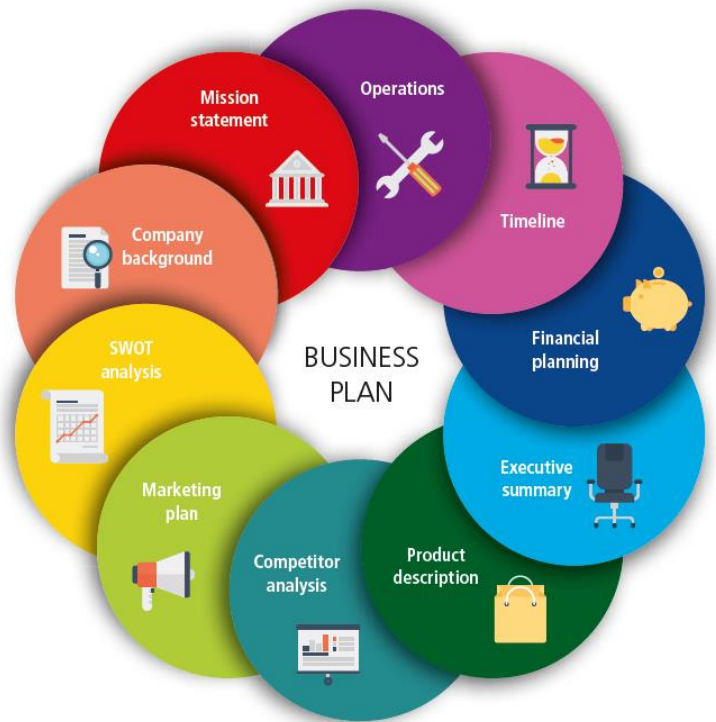 Operations
Mission
statement
Timeline
Company
background
Financial
planning
SWOT
analysis
BUSINESS
PLAN
Executive
summary
Marketing
plan
Competitor
analysis
Product
description